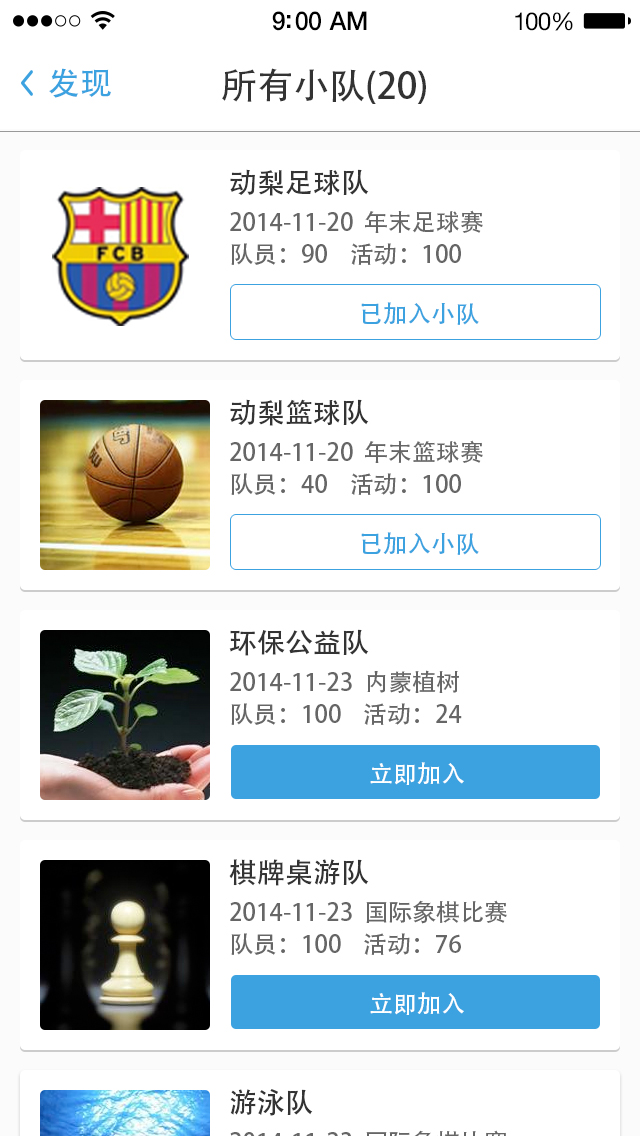 9:00 AM 100%
发现 所有小队(20)
FCB
动梨足球队
2014-11-20 年末足球赛
队员：90 活动：100
已加入小队
动梨篮球队
2014-11-20 年末篮球赛
队员：40 活动：100
已加入小队
环保公益队
2014-11-23 内蒙植树
队员：100 活动：24
立即加入
棋牌桌游队
2014-11-23 国际象棋比赛
队员：100 活动：76
立即加入
游泳队